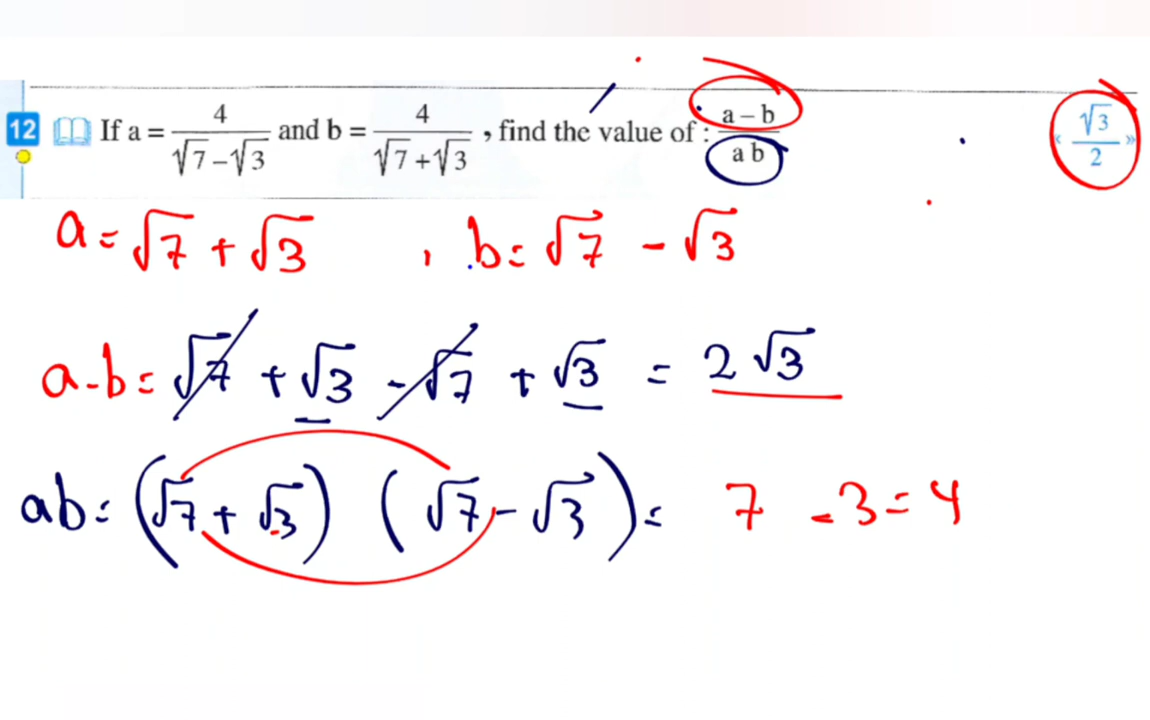 12 If a = 4/(√7 − √3) and b = 4/(√7 + √3) , find the value of : (a − b)/(a b) « √3/2 »
a = √7 + √3 , b = √7 - √3
a - b = √7 + √3 - √7 + √3 = 2√3
ab = (√7 + √3) (√7 - √3) = 7 - 3 = 4